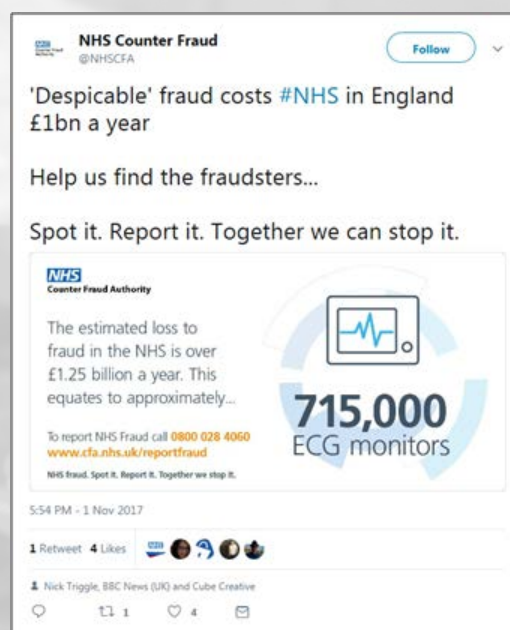 NHS Counter Fraud
@NHSCFA
Follow
'Despicable' fraud costs #NHS in England
£1bn a year
Help us find the fraudsters...
Spot it. Report it. Together we can stop it.
NHS
Counter Fraud Authority
The estimated loss to
fraud in the NHS is over
£1.25 billion a year. This
equates to approximately...
To report NHS Fraud call 0800 028 4060
www.cfa.nhs.uk/reportfraud
NHS fraud. Spot it. Report it. Together we stop it.
715,000
ECG monitors
5:54 PM - 1 Nov 2017
1 Retweet 4 Likes
Nick Triggle, BBC News (UK) and Cube Creative
1
4